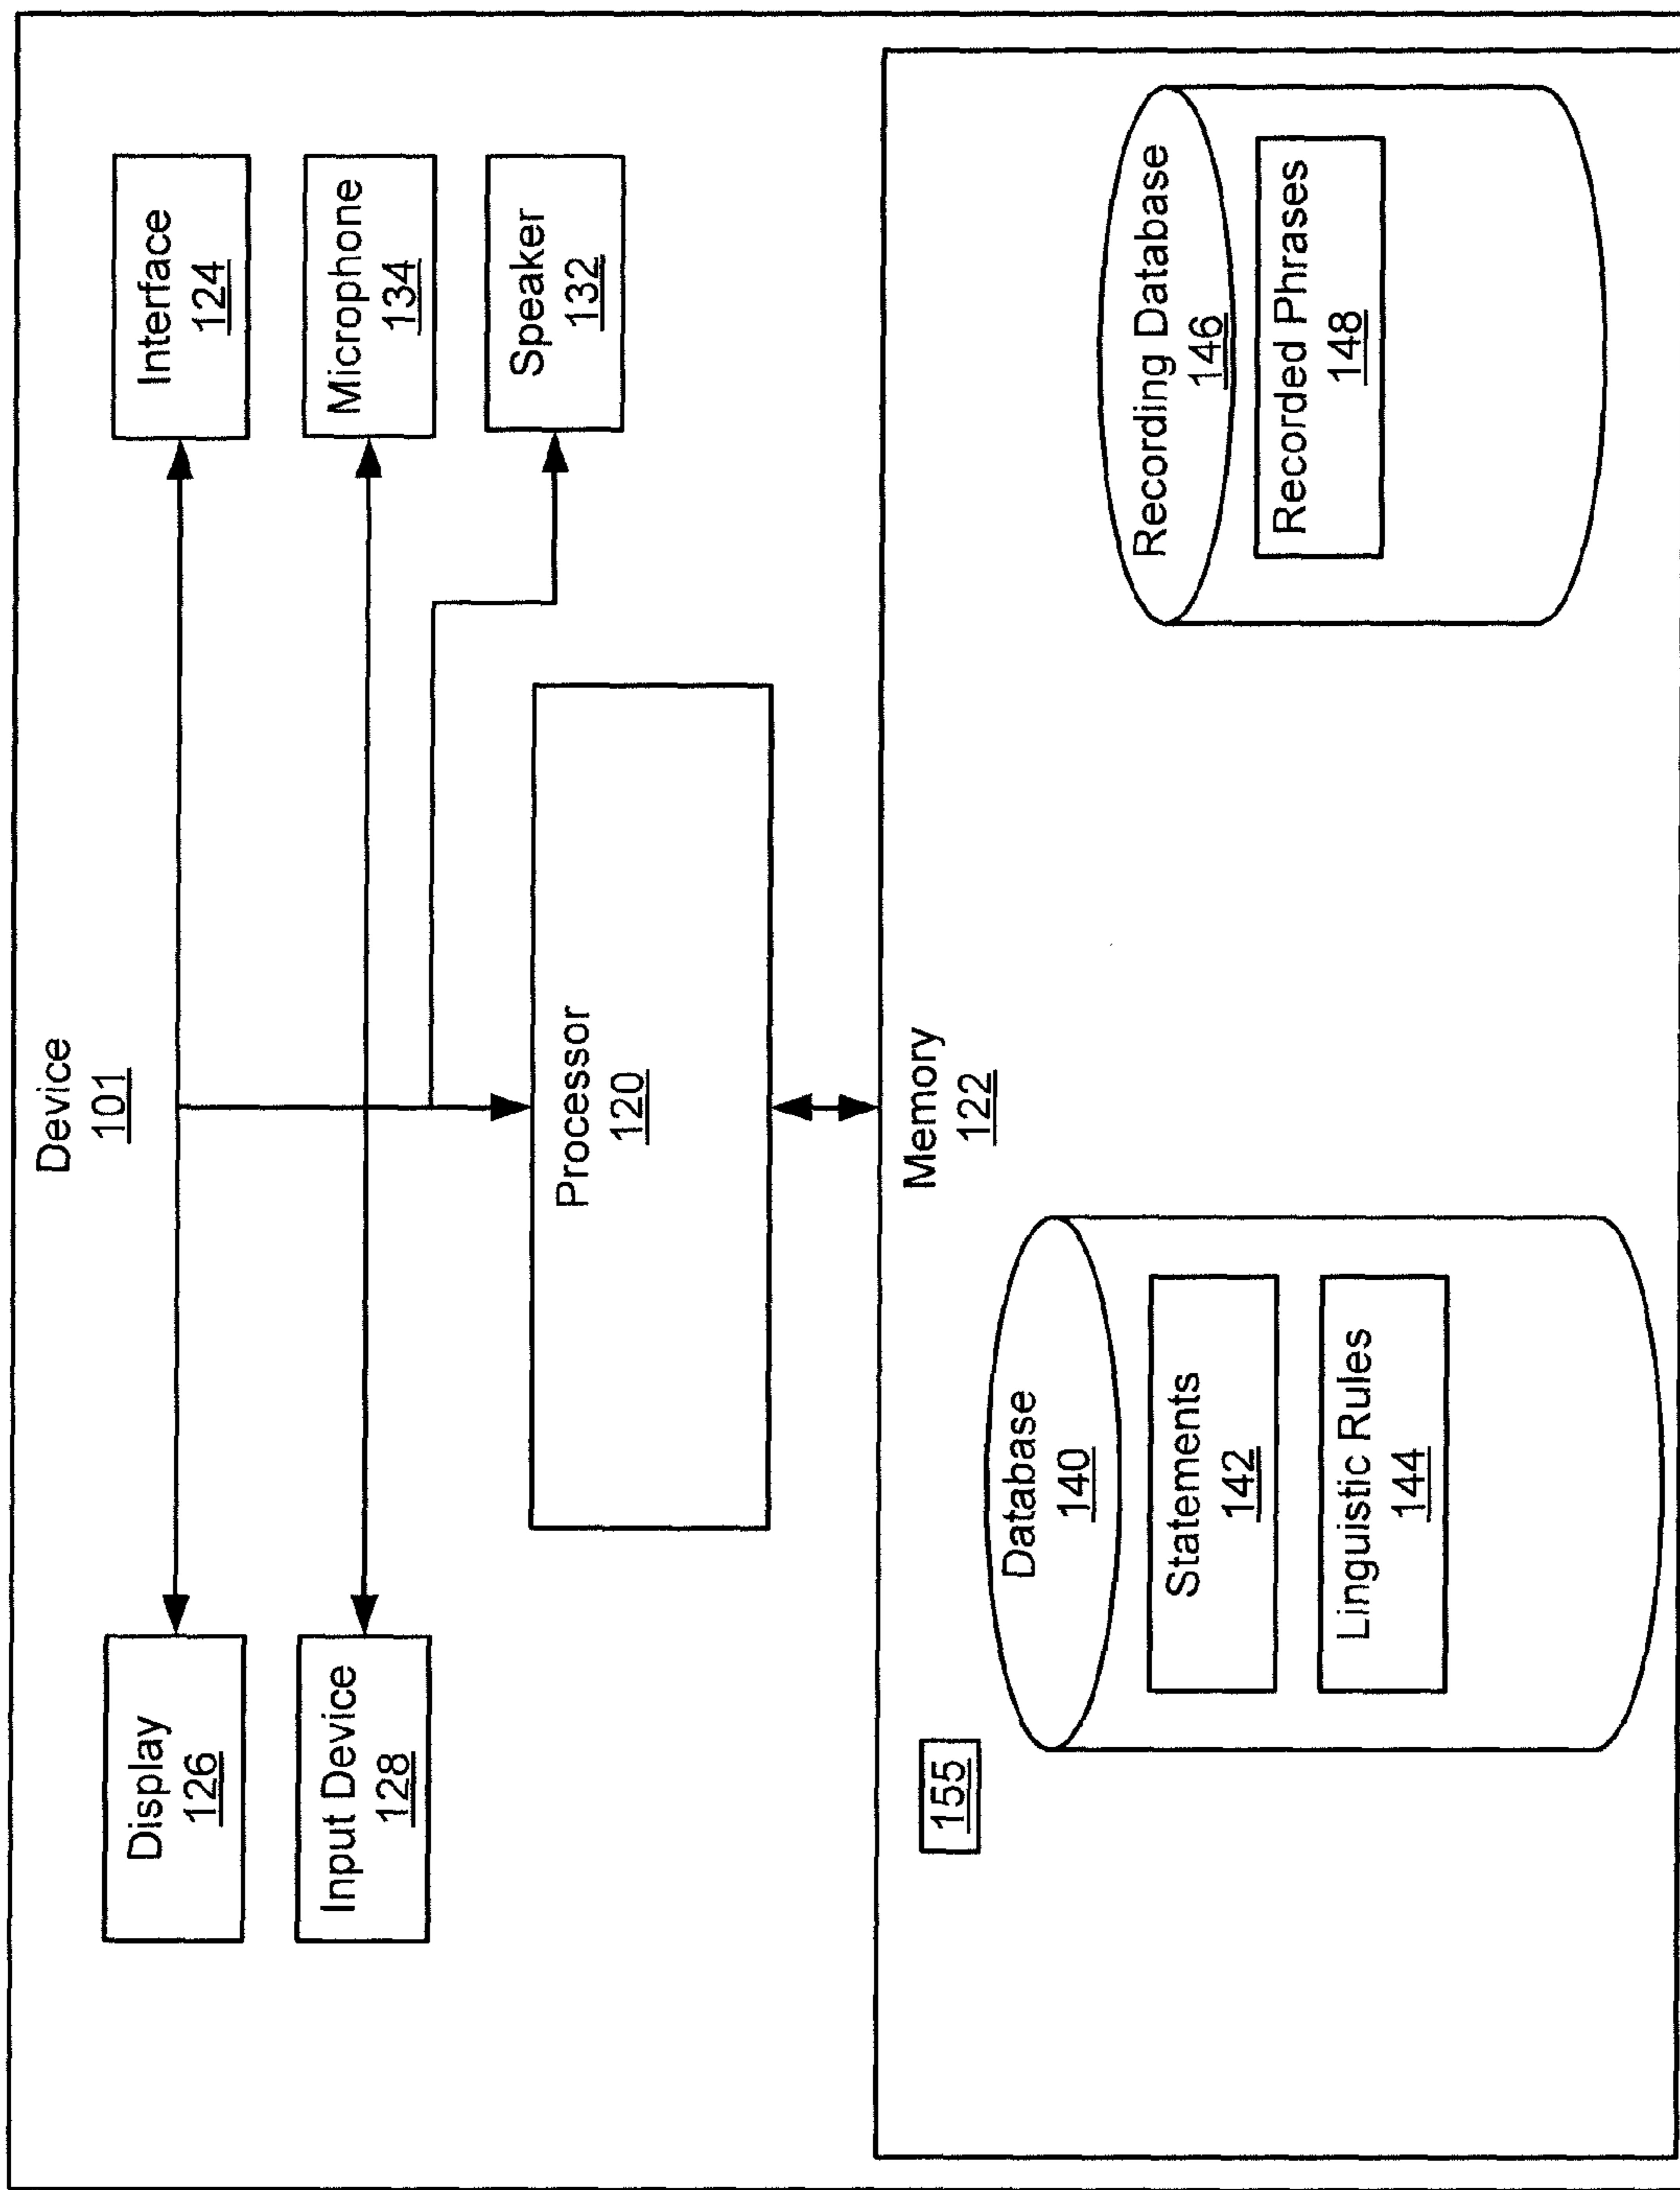 Device
101
Display
126
Interface
124
Input Device
128
Microphone
134
Speaker
132
Processor
120
Memory
122
155
Database
140
Statements
142
Linguistic Rules
144
Recording Database
146
Recorded Phrases
148